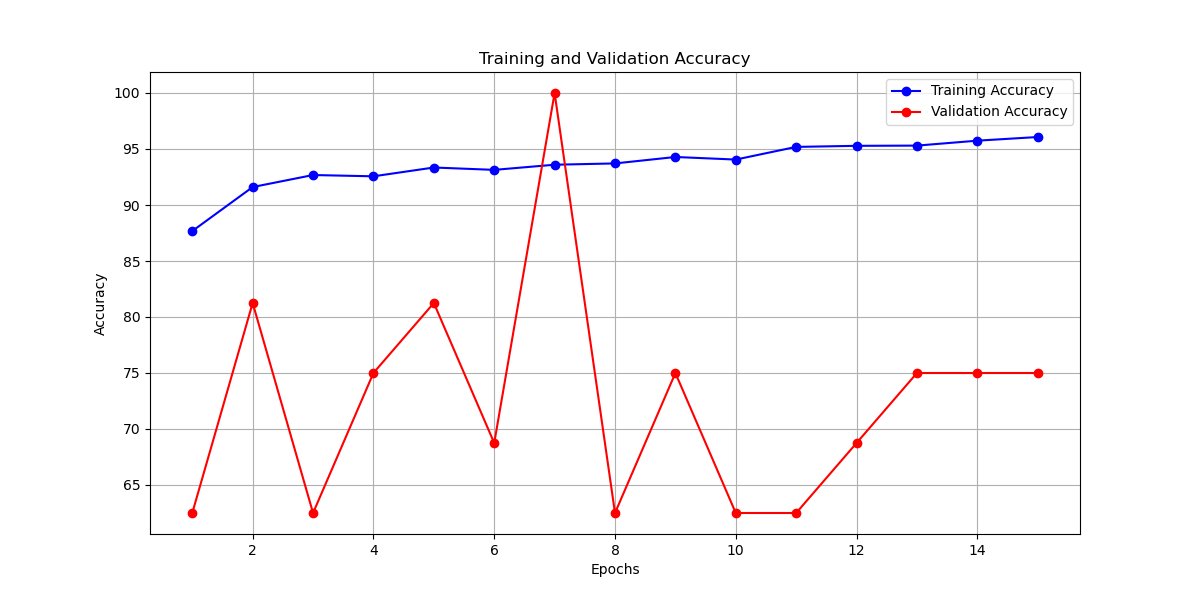 Training and Validation Accuracy
Training Accuracy
Validation Accuracy
Accuracy
100
95
90
85
80
75
70
65
2 4 6 8 10 12 14
Epochs